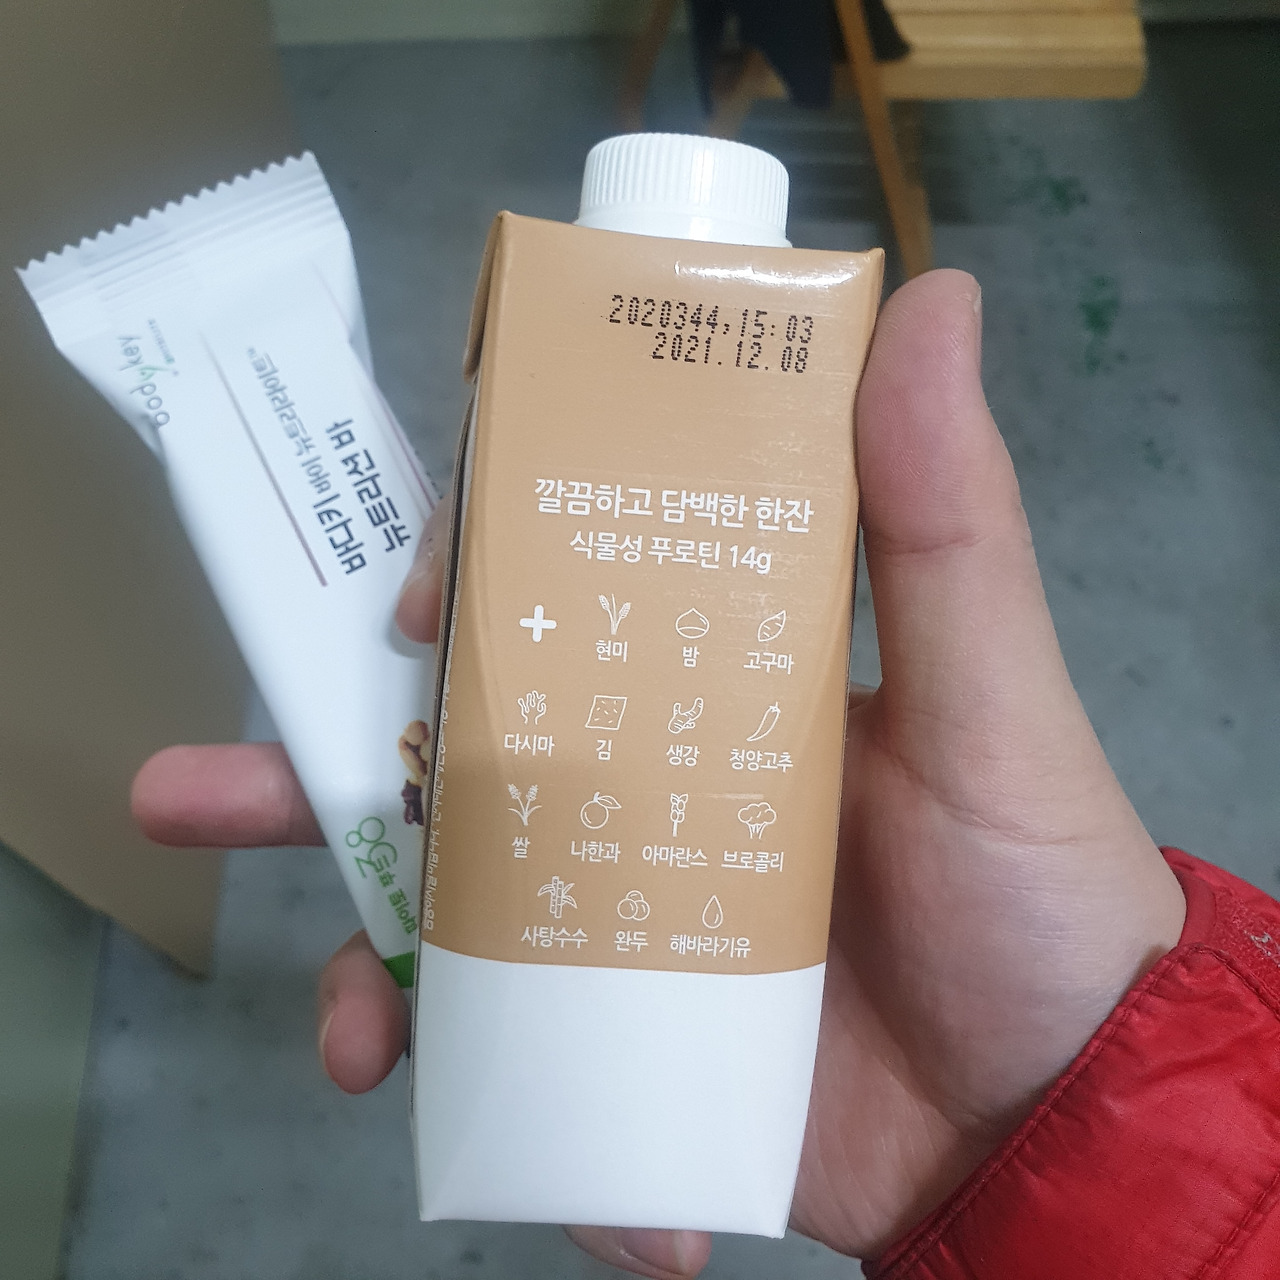 2020344,15:03
2021.12.08
깔끔하고 담백한 한잔
식물성 푸로틴 14g
현미 밤 고구마
다시마 김 생강 청양고추
쌀 나한과 아마란스 브로콜리
사탕수수 완두 해바라기유
body key
바디키 바이 뉴트리라이트
뉴트리션 바